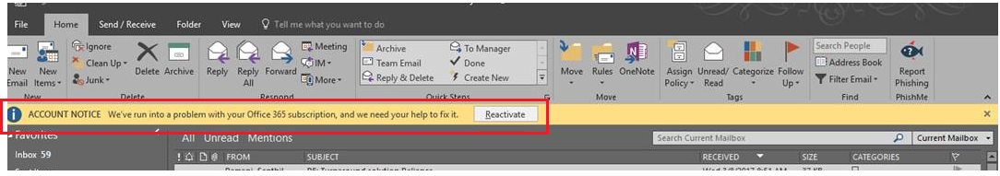 File Home Send / Receive Folder View Tell me what you want to do
Ignore Meeting Archive To Manager Search People
Clean Up IM Team Email Done Address Book
Junk More Reply & Delete Create New Filter Email
New Email New Items Delete Archive Reply Reply All Forward Move Rules OneNote Assign Policy Unread/ Read Categorize Follow Up Report Phishing
New Delete Respond Quick Steps Move Tags Find PhishMe
ACCOUNT NOTICE We've run into a problem with your Office 365 subscription, and we need your help to fix it. Reactivate
Favorites All Unread Mentions Search Current Mailbox Current Mailbox
Inbox 59 FROM SUBJECT RECEIVED SIZE CATEGORIES